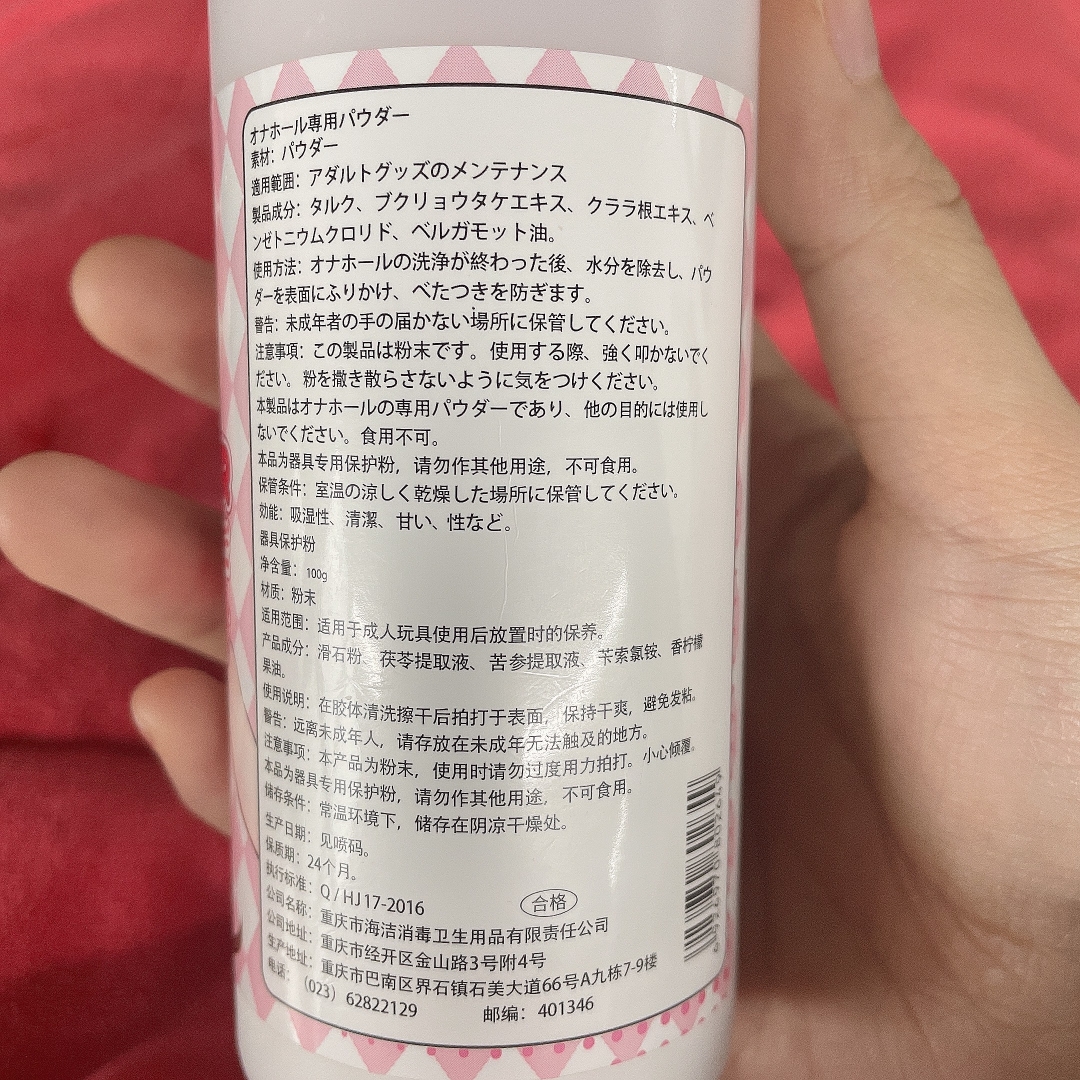 オナホール専用パウダー
素材：パウダー
適用範囲：アダルトグッズのメンテナンス
製品成分：タルク、ブクリョウタケエキス、クララ根エキス、ベ
ンゼトニウムクロリド、ベルガモット油。
使用方法：オナホールの洗浄が終わった後、水分を除去し、パウ
ダーを表面にふりかけ、べたつきを防ぎます。
警告：未成年者の手の届かない場所に保管してください。
注意事項：この製品は粉末です。使用する際、強く叩かないでく
ださい。粉を撒き散らさないように気をつけください。
本製品はオナホールの専用パウダーであり、他の目的には使用し
ないでください。食用不可。
本品为器具专用保护粉，请勿作其他用途，不可食用。
保管条件：室温の涼しく乾燥した場所に保管してください。
効能：吸湿性、清潔、甘い、性など。
器具保护粉
净含量：100g
材质：粉末
适用范围：适用于成人玩具使用后放置时的保养。
产品成分：滑石粉、茯苓提取液、苦参提取液、苄索氯铵、香柠檬
果油。
使用说明：在胶体清洗擦干后拍打于表面，保持干爽，避免发粘。
警告：远离未成年人，请存放在未成年无法触及的地方。
注意事项：本产品为粉末，使用时请勿过度用力拍打。小心倾覆。
本品为器具专用保护粉，请勿作其他用途，不可食用。
储存条件：常温环境下，储存在阴凉干燥处。
生产日期：见喷码。
保质期：24个月。
执行标准：Q/HJ17-2016
合格
公司名称：重庆市海洁消毒卫生用品有限责任公司
公司地址：重庆市经开区金山路3号附4号
生产地址：重庆市巴南区界石镇石美大道66号A九栋7-9楼
电话：（023）62822129 邮编：401346